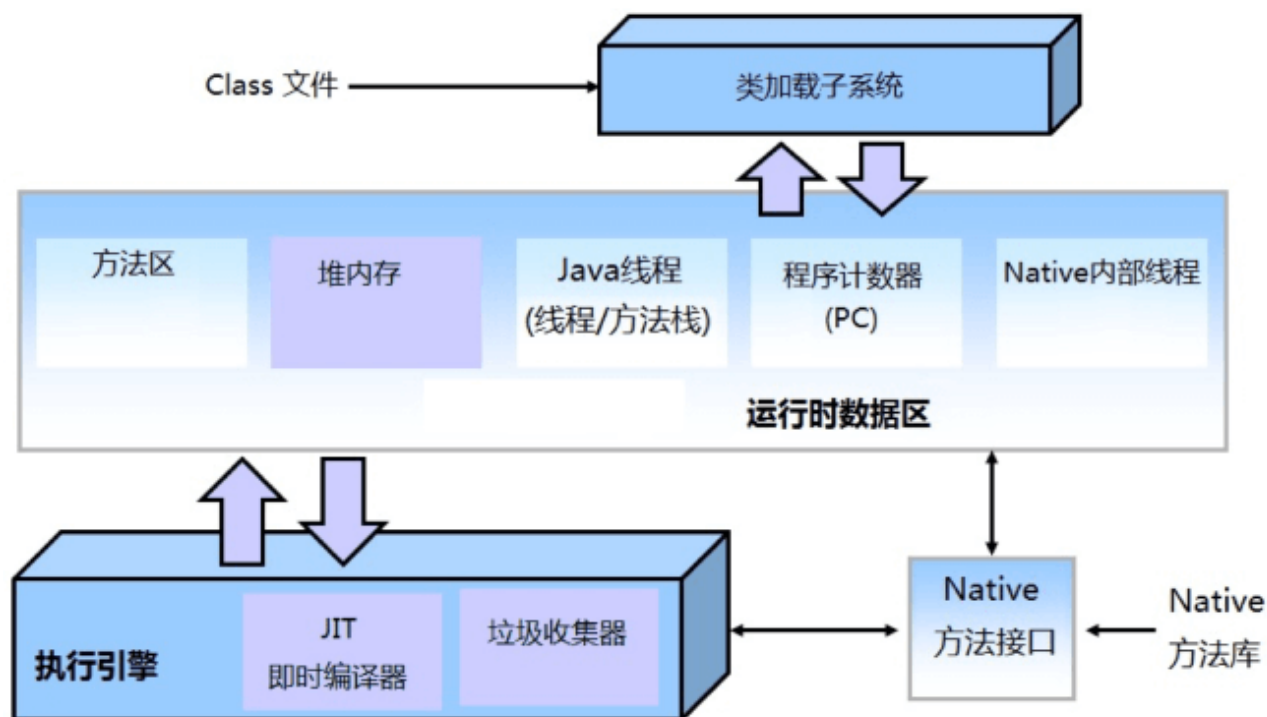 Class 文件
类加载子系统
方法区
堆内存
Java线程
(线程/方法栈)
程序计数器
(PC)
Native内部线程
运行时数据区
执行引擎
JIT
即时编译器
垃圾收集器
Native
方法接口
Native
方法库